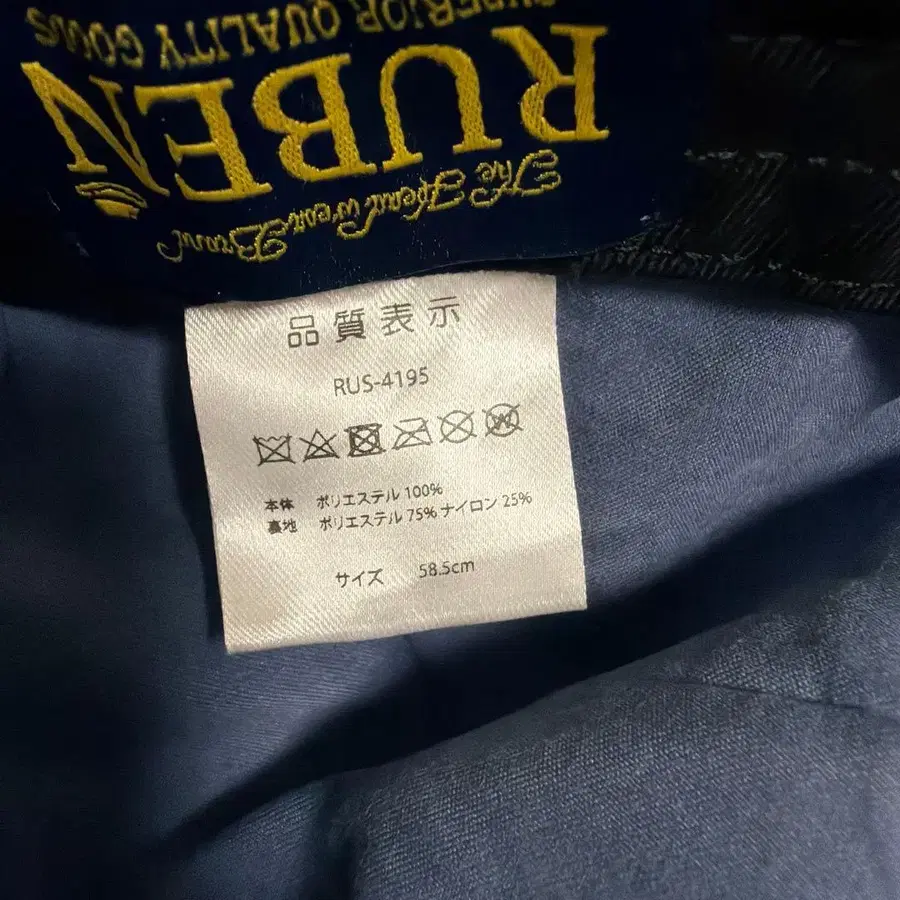 The Head Wear Brand
RUBEN
SUPERIOR QUALITY GOODS
品質表示
RUS-4195
本体 ポリエステル 100%
裏地 ポリエステル 75% ナイロン 25%
サイズ 58.5cm